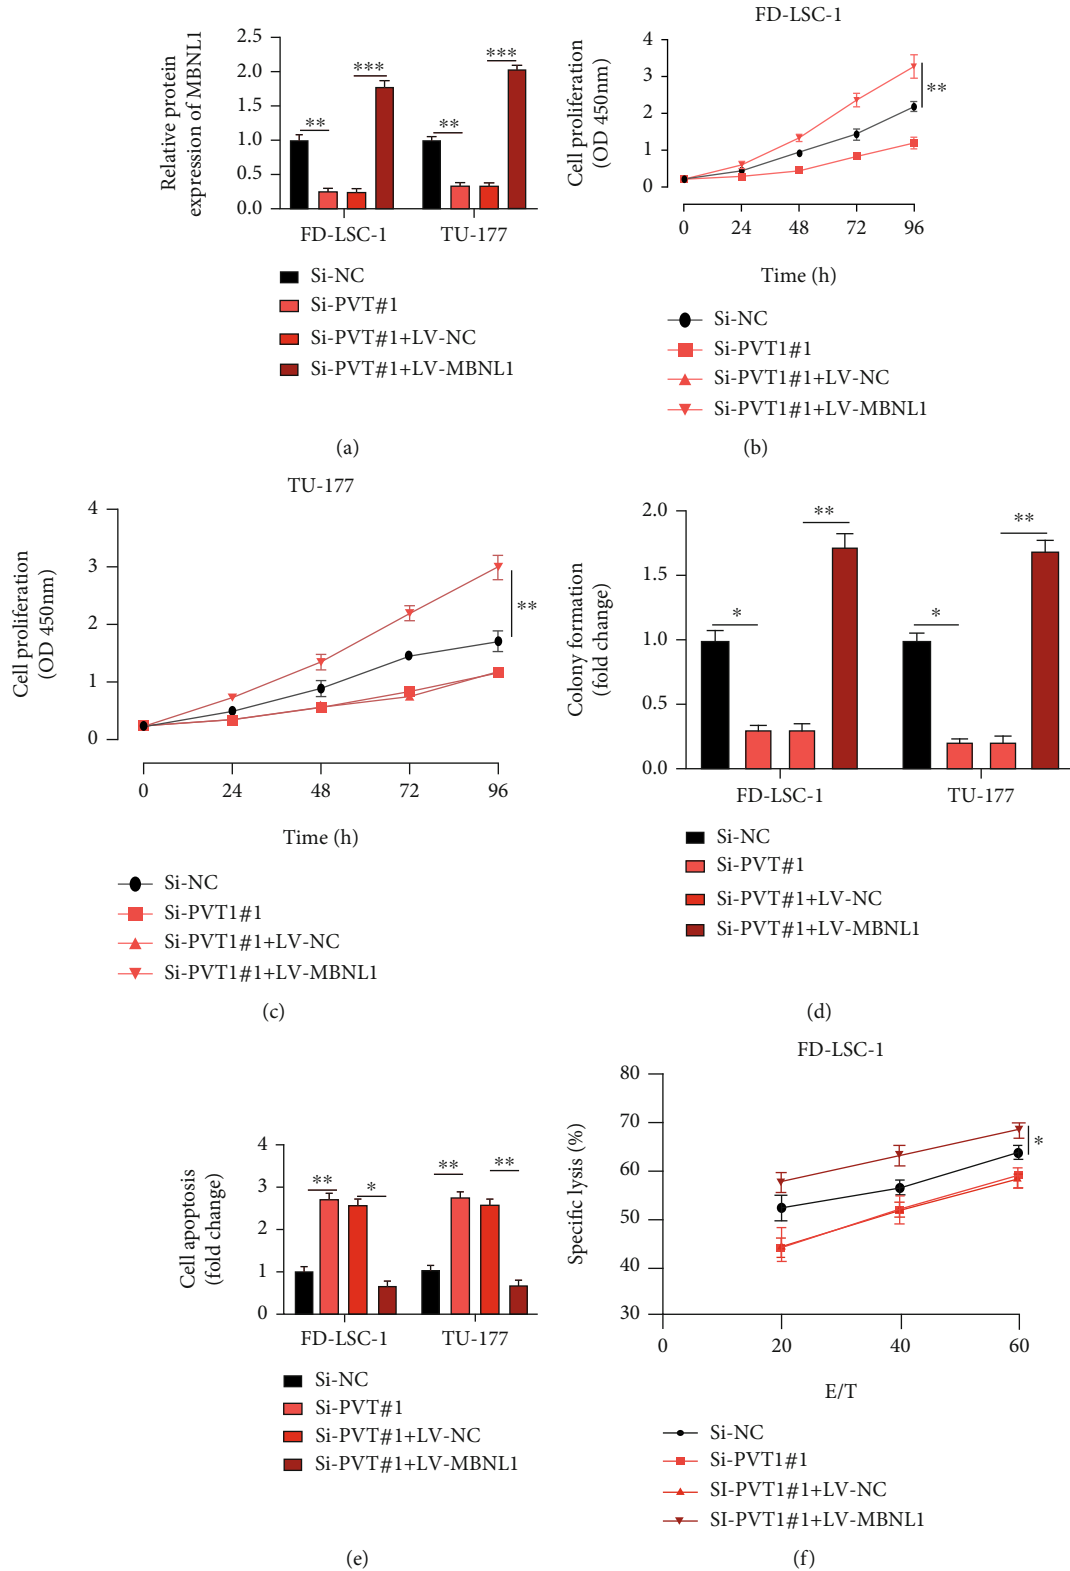 Relative protein
expression of MBNL1
2.5
2.0
1.5
1.0
0.5
0.0
**
***
**
***
FD-LSC-1
TU-177
Si-NC
Si-PVT#1
Si-PVT#1+LV-NC
Si-PVT#1+LV-MBNL1
(a)
FD-LSC-1
Cell proliferation
(OD 450nm)
4
3
2
1
0
**
0 24 48 72 96
Time (h)
Si-NC
Si-PVT1#1
Si-PVT1#1+LV-NC
Si-PVT1#1+LV-MBNL1
(b)
TU-177
Cell proliferation
(OD 450nm)
4
3
2
1
0
**
0 24 48 72 96
Time (h)
Si-NC
Si-PVT1#1
Si-PVT1#1+LV-NC
Si-PVT1#1+LV-MBNL1
(c)
Colony formation
(fold change)
2.0
1.5
1.0
0.5
0.0
*
**
*
**
FD-LSC-1
TU-177
Si-NC
Si-PVT#1
Si-PVT#1+LV-NC
Si-PVT#1+LV-MBNL1
(d)
Cell apoptosis
(fold change)
4
3
2
1
0
**
*
**
**
FD-LSC-1
TU-177
Si-NC
Si-PVT#1
Si-PVT#1+LV-NC
Si-PVT#1+LV-MBNL1
(e)
FD-LSC-1
Specific lysis (%)
80
70
60
50
40
30
*
0 20 40 60
E/T
Si-NC
Si-PVT1#1
SI-PVT1#1+LV-NC
SI-PVT1#1+LV-MBNL1
(f)